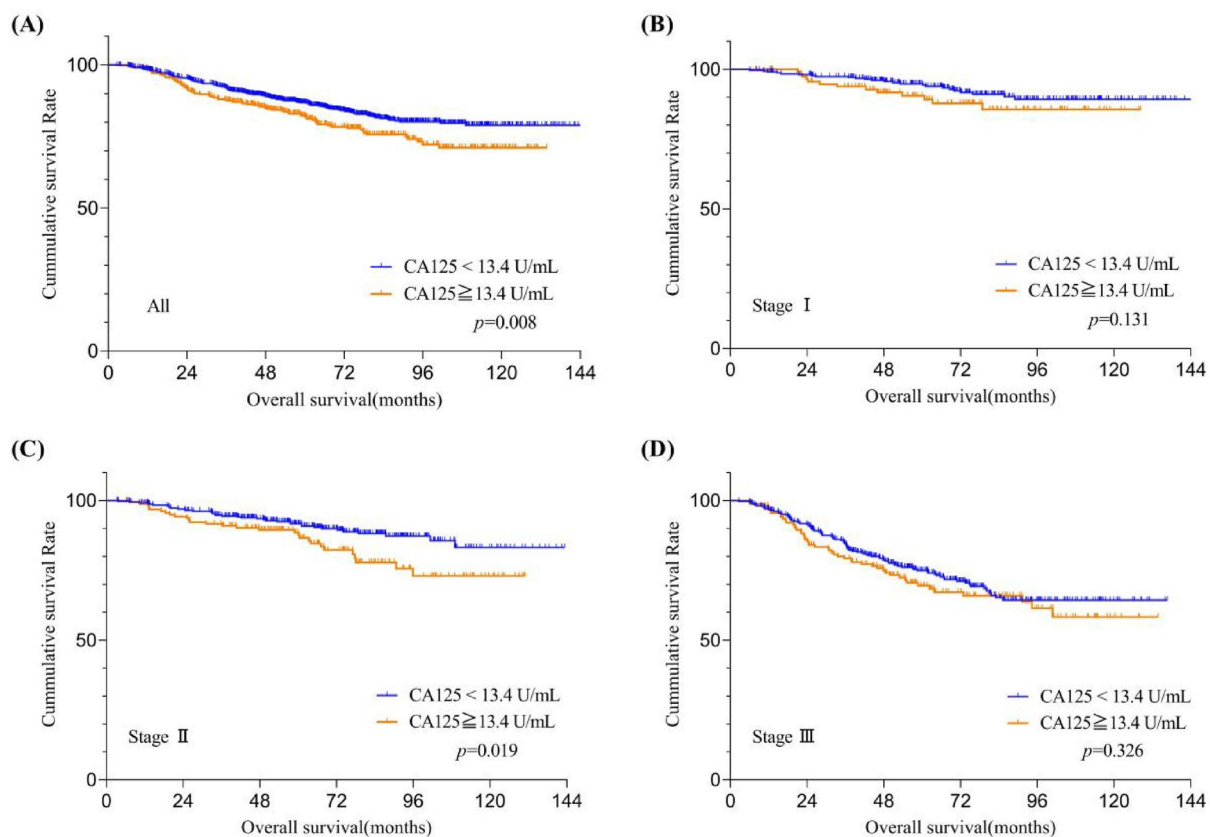 (A)
Cummulative survival Rate
100
50
0
CA125 < 13.4 U/mL
CA125≧13.4 U/mL
p=0.008
All
0 24 48 72 96 120 144
Overall survival(months)
(B)
Cummulative survival Rate
100
50
0
CA125 < 13.4 U/mL
CA125≧13.4 U/mL
p=0.131
Stage Ⅰ
0 24 48 72 96 120 144
Overall survival(months)
(C)
Cummulative survival Rate
100
50
0
CA125 < 13.4 U/mL
CA125≧13.4 U/mL
Stage Ⅱ
p=0.019
0 24 48 72 96 120 144
Overall survival(months)
(D)
Cummulative survival Rate
100
50
0
CA125 < 13.4 U/mL
CA125≧13.4 U/mL
Stage Ⅲ
p=0.326
0 24 48 72 96 120 144
Overall survival(months)